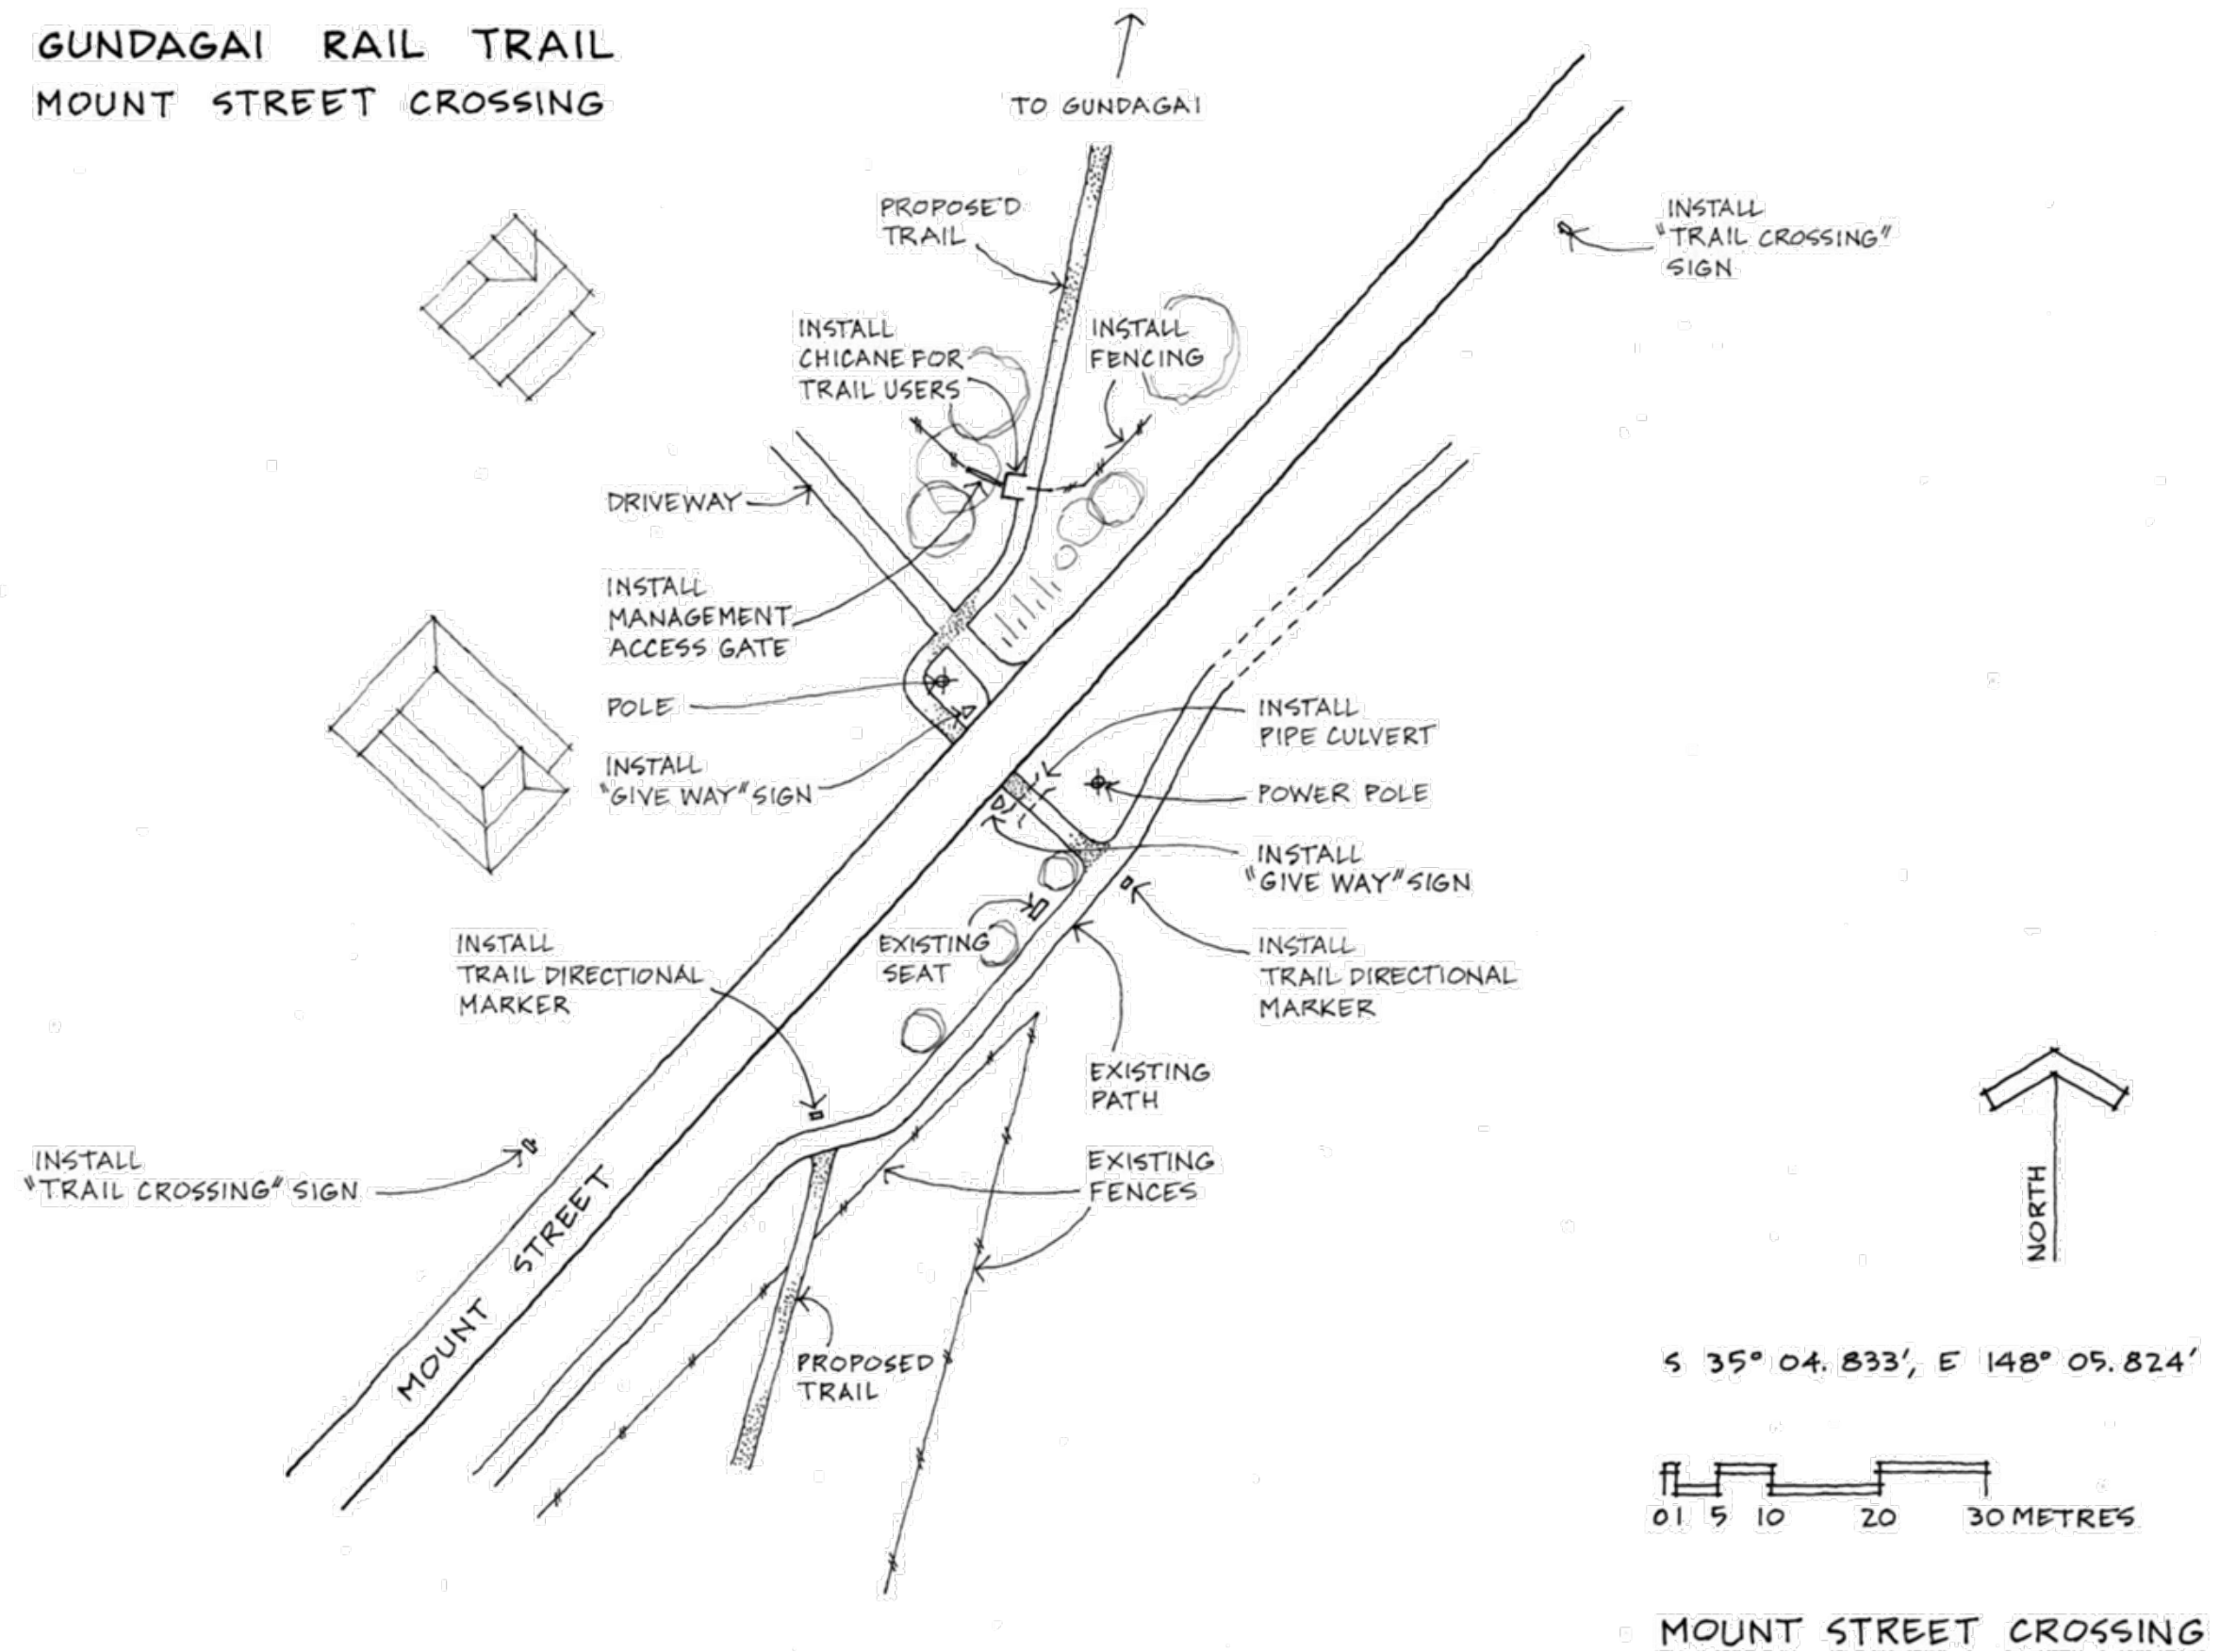 GUNDAGAI RAIL TRAIL
MOUNT STREET CROSSING
TO GUNDAGAI
PROPOSED
TRAIL
INSTALL
"TRAIL CROSSING"
SIGN
INSTALL
CHICANE FOR
TRAIL USERS
INSTALL
FENCING
DRIVEWAY
INSTALL
MANAGEMENT
ACCESS GATE
POLE
INSTALL
"GIVE WAY" SIGN
INSTALL
PIPE CULVERT
POWER POLE
INSTALL
"GIVE WAY" SIGN
INSTALL
TRAIL DIRECTIONAL
MARKER
EXISTING
SEAT
INSTALL
TRAIL DIRECTIONAL
MARKER
EXISTING
PATH
INSTALL
"TRAIL CROSSING" SIGN
EXISTING
FENCES
MOUNT STREET
PROPOSED
TRAIL
NORTH
S 35° 04. 833', E 148° 05. 824'
0 1 5 10 20 30 METRES
MOUNT STREET CROSSING